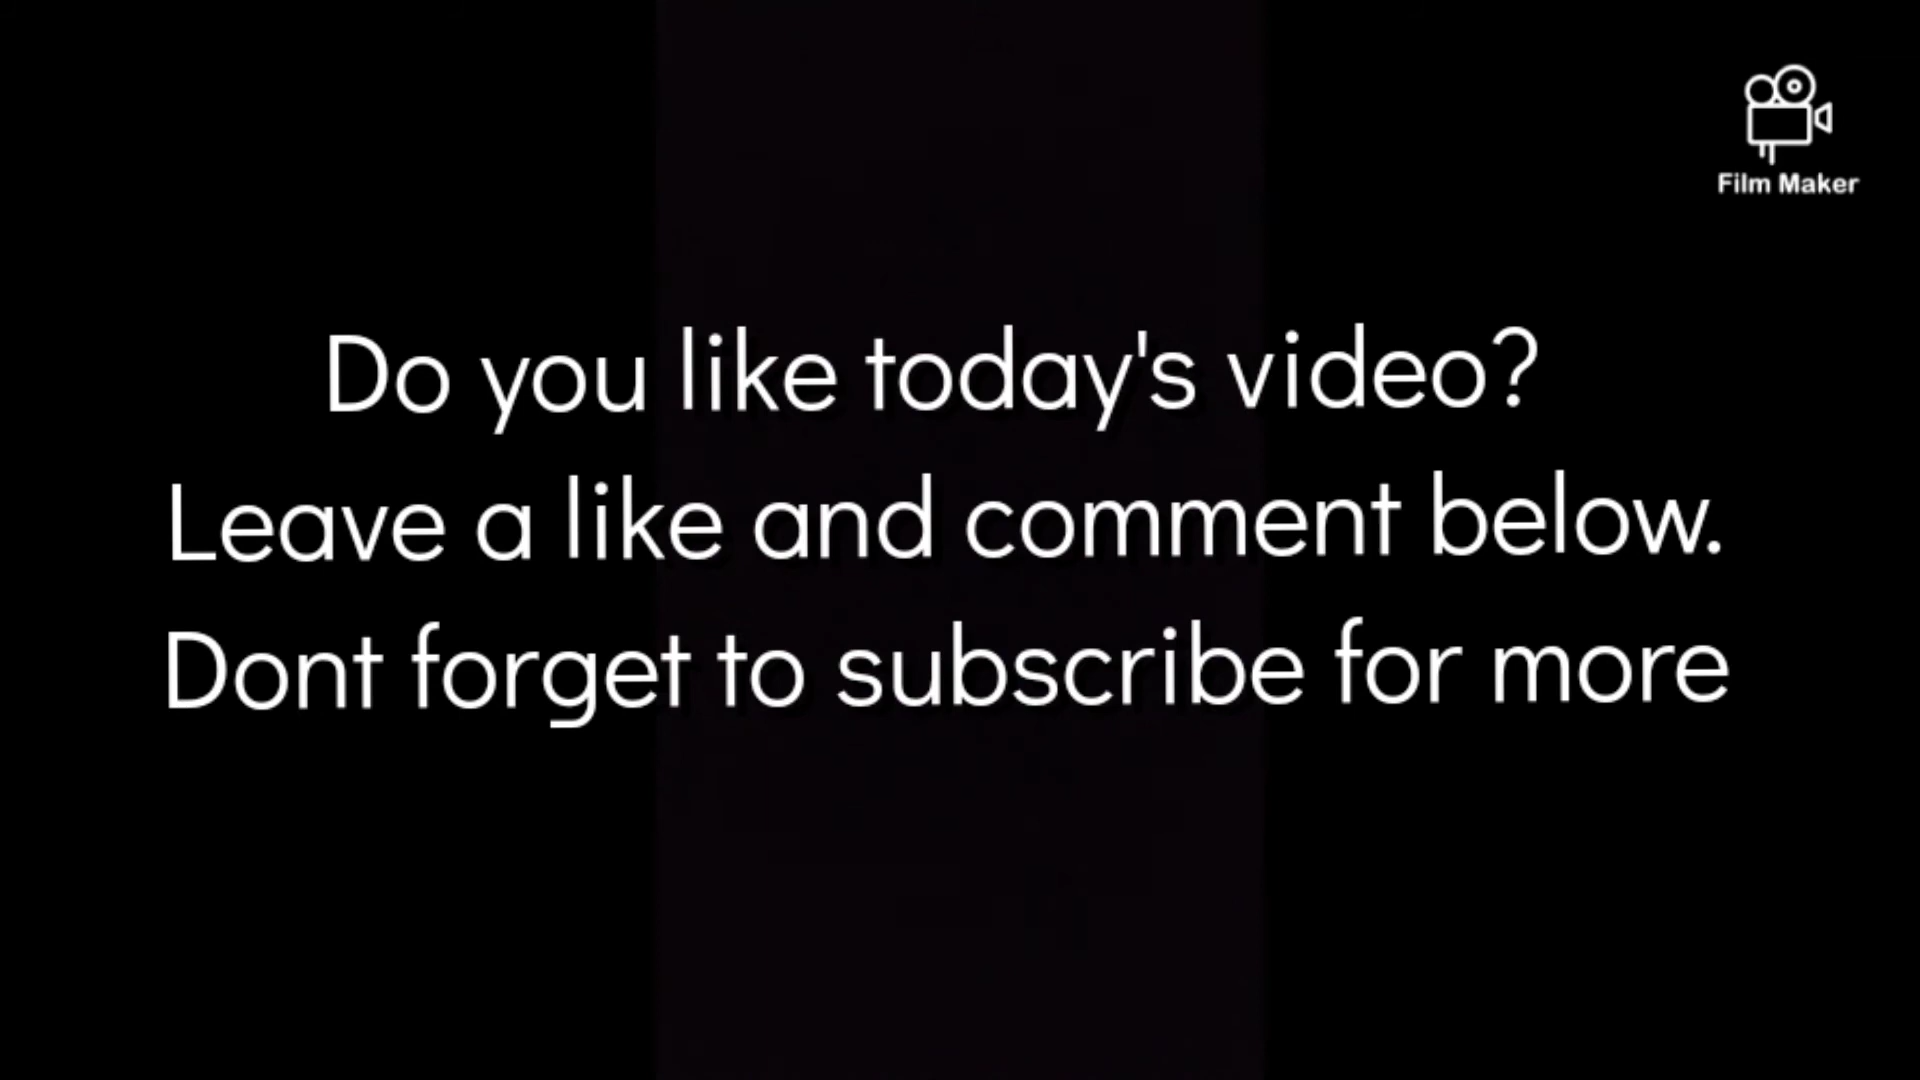 Film Maker
Do you like today's video?
Leave a like and comment below.
Dont forget to subscribe for more